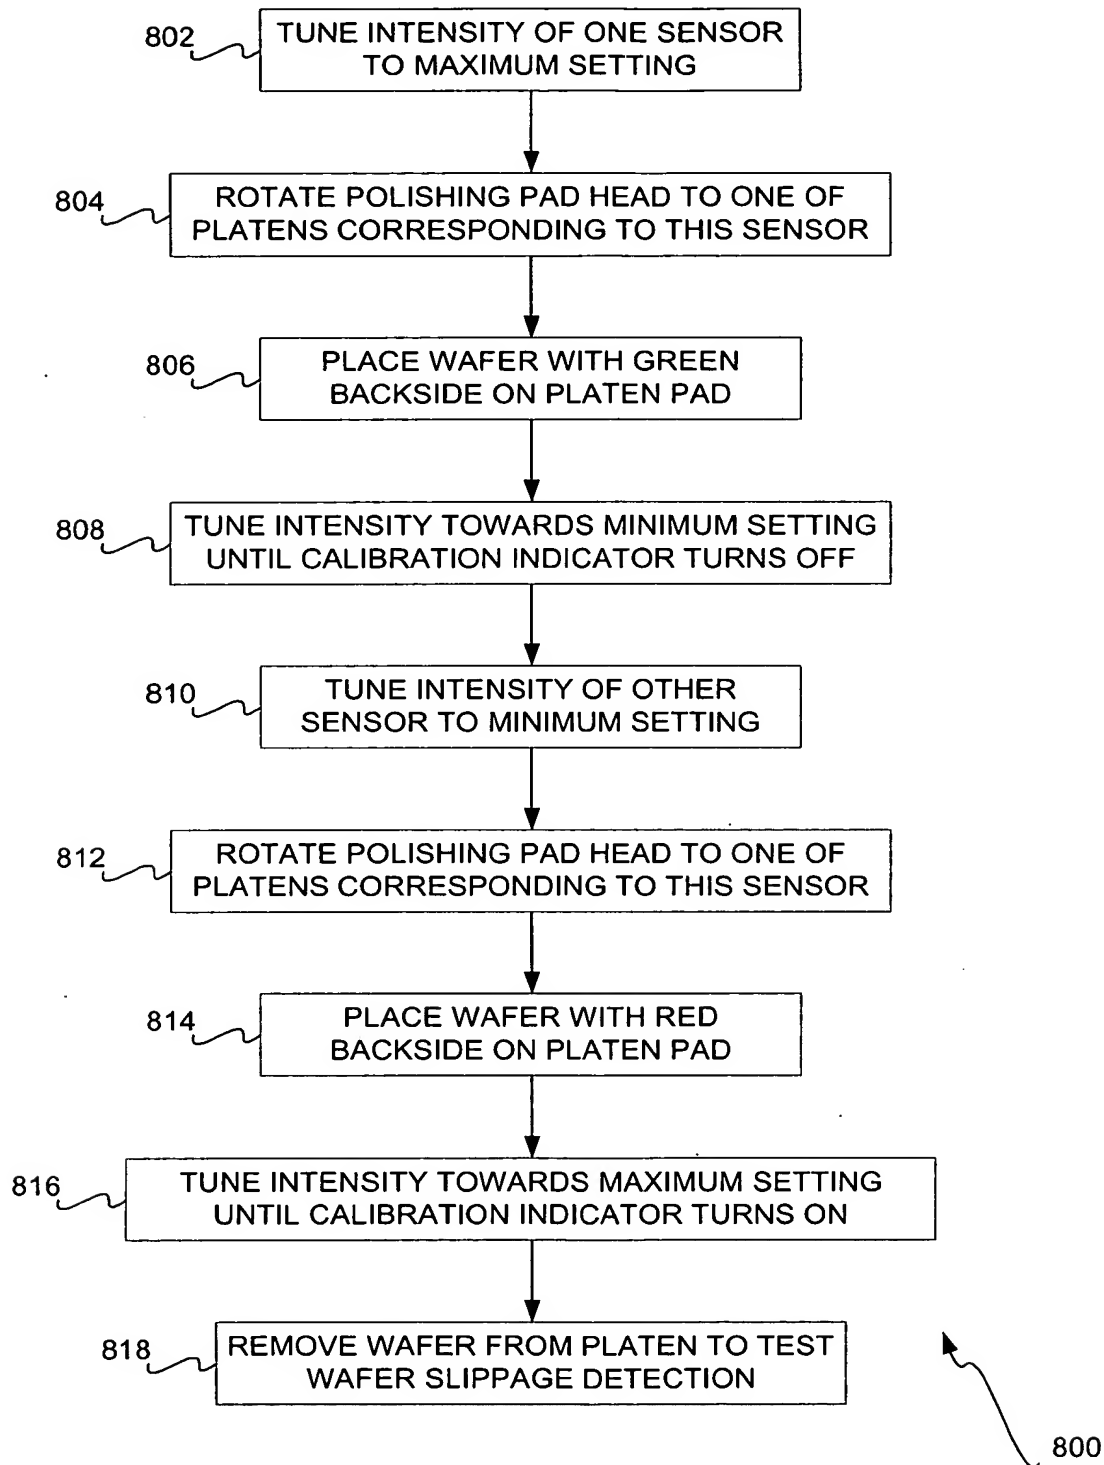 802
TUNE INTENSITY OF ONE SENSOR
TO MAXIMUM SETTING
804
ROTATE POLISHING PAD HEAD TO ONE OF
PLATENS CORRESPONDING TO THIS SENSOR
806
PLACE WAFER WITH GREEN
BACKSIDE ON PLATEN PAD
808
TUNE INTENSITY TOWARDS MINIMUM SETTING
UNTIL CALIBRATION INDICATOR TURNS OFF
810
TUNE INTENSITY OF OTHER
SENSOR TO MINIMUM SETTING
812
ROTATE POLISHING PAD HEAD TO ONE OF
PLATENS CORRESPONDING TO THIS SENSOR
814
PLACE WAFER WITH RED
BACKSIDE ON PLATEN PAD
816
TUNE INTENSITY TOWARDS MAXIMUM SETTING
UNTIL CALIBRATION INDICATOR TURNS ON
818
REMOVE WAFER FROM PLATEN TO TEST
WAFER SLIPPAGE DETECTION
800